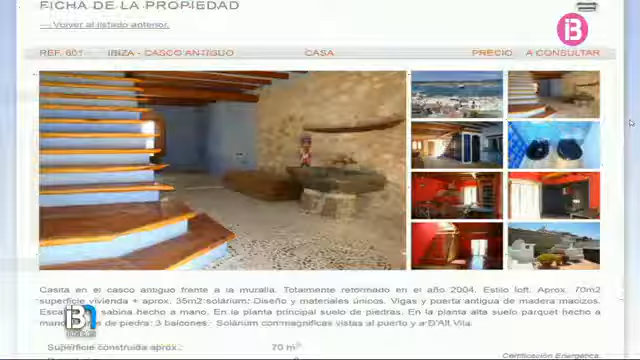 FICHA DE LA PROPIEDAD
Volver al listado anterior.
REF. 601 IBIZA - CASCO ANTIGUO CASA PRECIO A CONSULTAR
Casita en el casco antiguo frente a la muralla. Totalmente reformado en el año 2004. Estilo loft. Aprox. 70m2
superficie vivienda + aprox. 35m2 solárium. Diseño y materiales únicos. Vigas y puerta antigua de madera macizos.
sabina hecho a mano. En la planta principal suelo de piedras. En la planta alta suelo parquet hecho a
de piedra. 3 balcones. Solárium con magnificas vistas al puerto y a D'Alt Vila.
Superficie construida aprox. 70 m²
Certificación Energética.